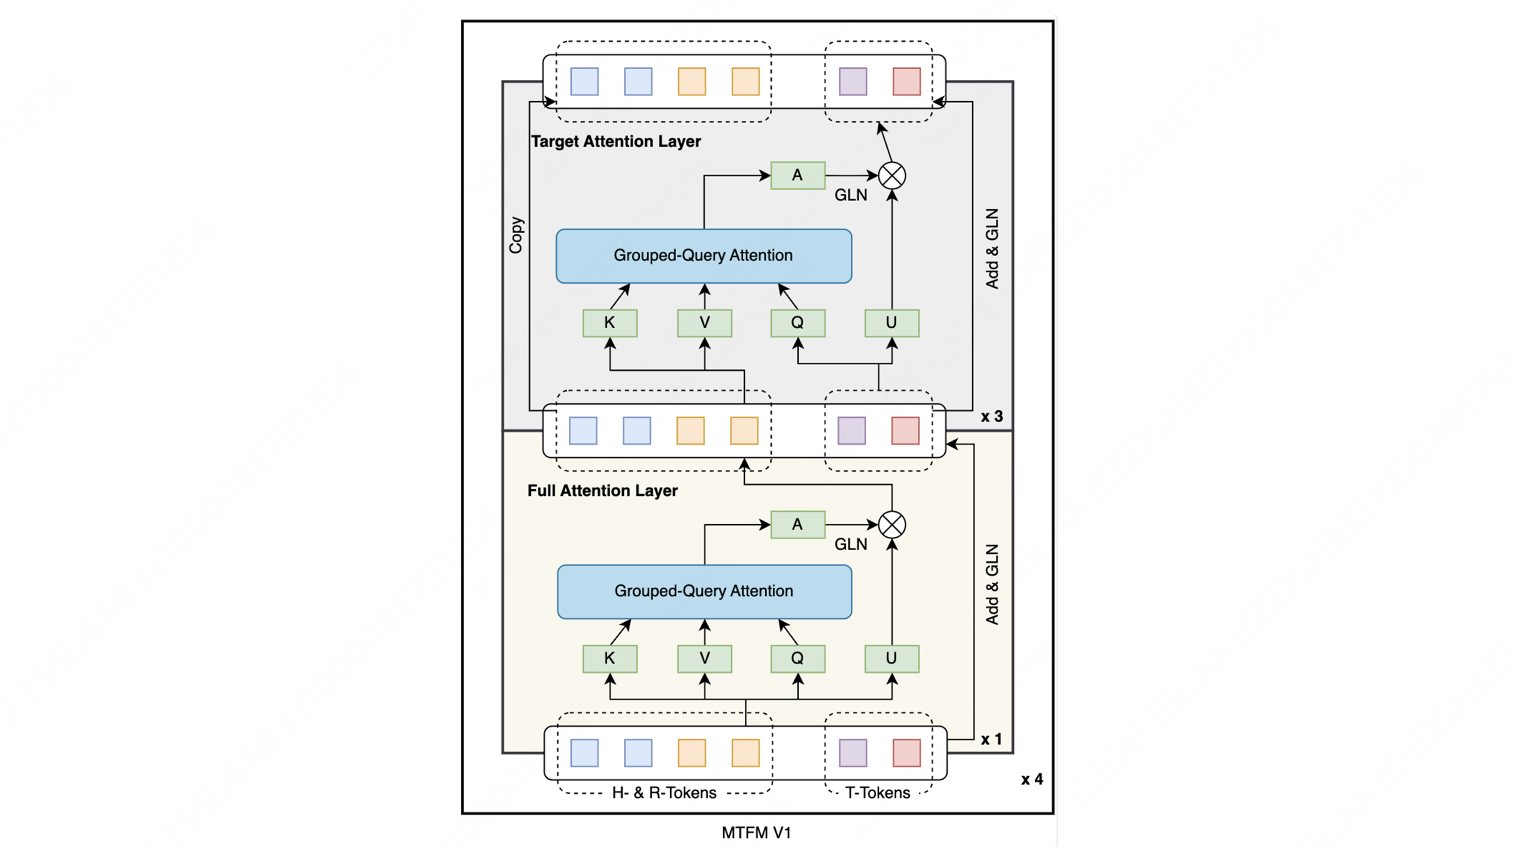 Target Attention Layer
A
GLN
Copy
Add & GLN
Grouped-Query Attention
K
V
Q
U
x 3
Full Attention Layer
A
GLN
Add & GLN
Grouped-Query Attention
K
V
Q
U
x 1
x 4
H- & R-Tokens
T-Tokens
MTFM V1